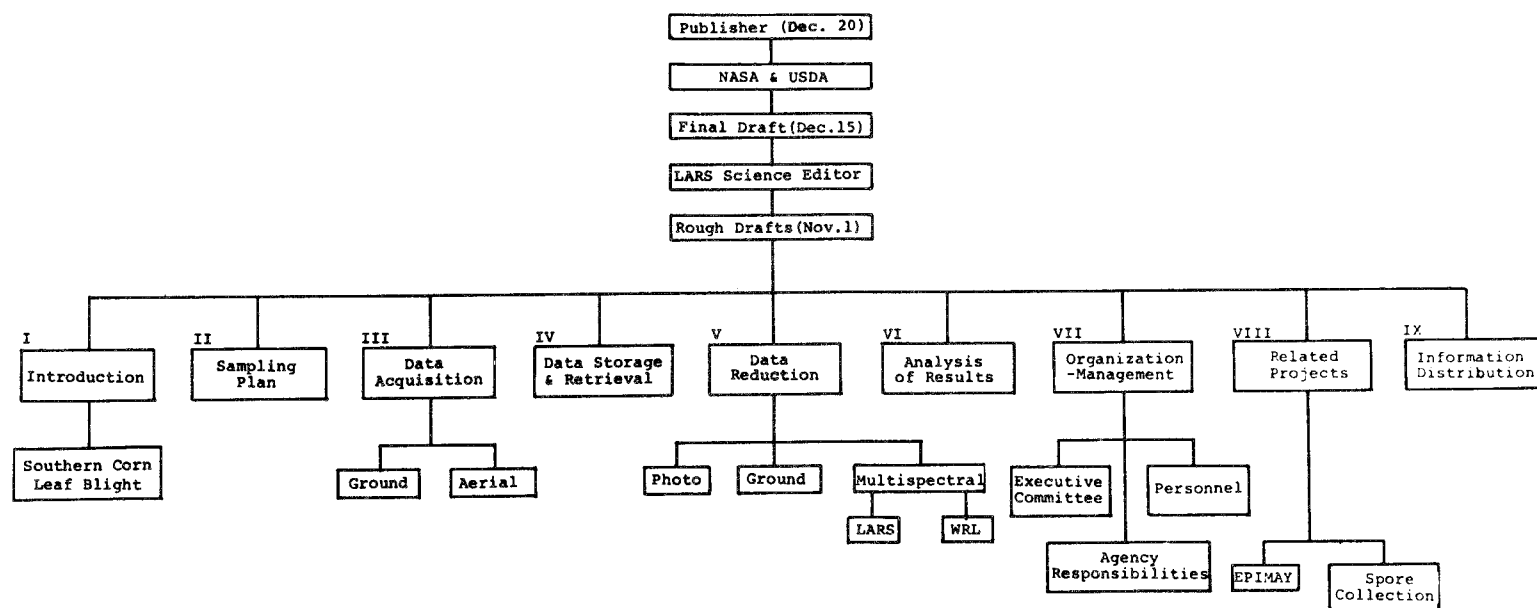 Publisher (Dec. 20)
NASA & USDA
Final Draft(Dec.15)
LARS Science Editor
Rough Drafts(Nov.1)
I
Introduction
Southern Corn
Leaf Blight
II
Sampling
Plan
III
Data
Acquisition
Ground
Aerial
IV
Data Storage
& Retrieval
V
Data
Reduction
Photo
Ground
Multispectral
LARS
WRL
VI
Analysis
of Results
VII
Organization
-Management
Executive
Committee
Personnel
Agency
Responsibilities
VIII
Related
Projects
EPIMAY
Spore
Collection
IX
Information
Distribution